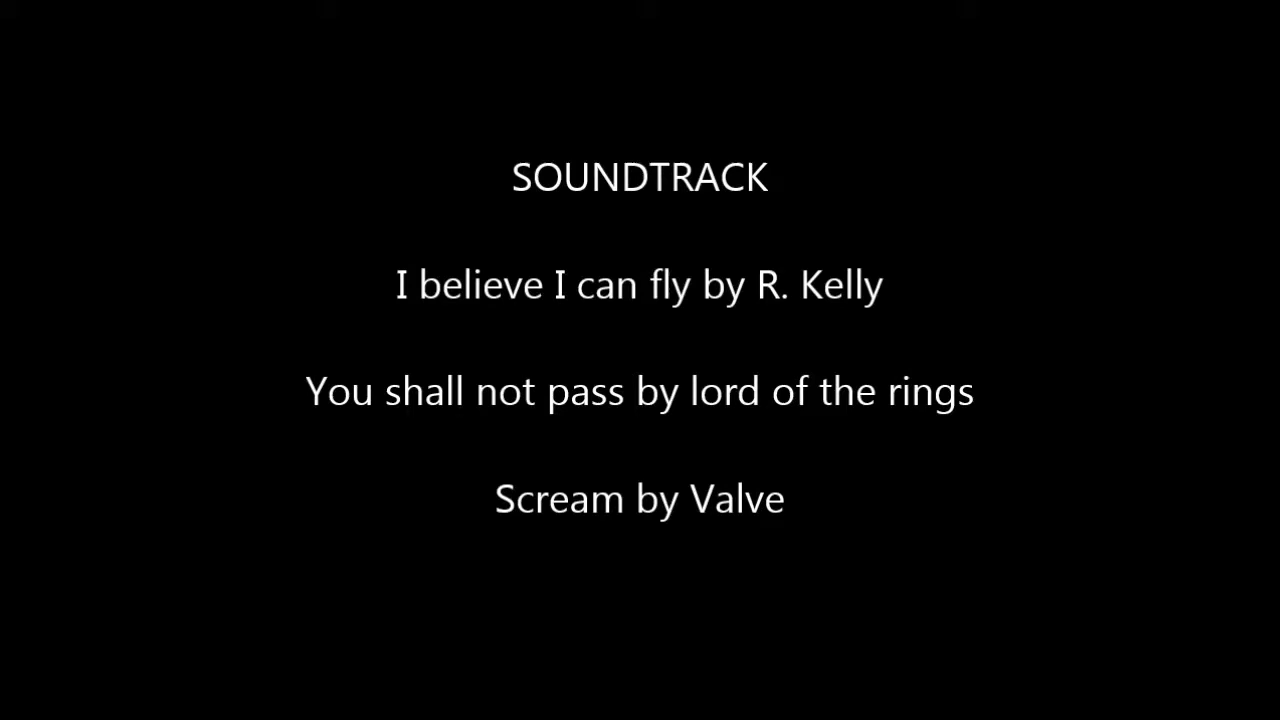 SOUNDTRACK
I believe I can fly by R. Kelly
You shall not pass by lord of the rings
Scream by Valve